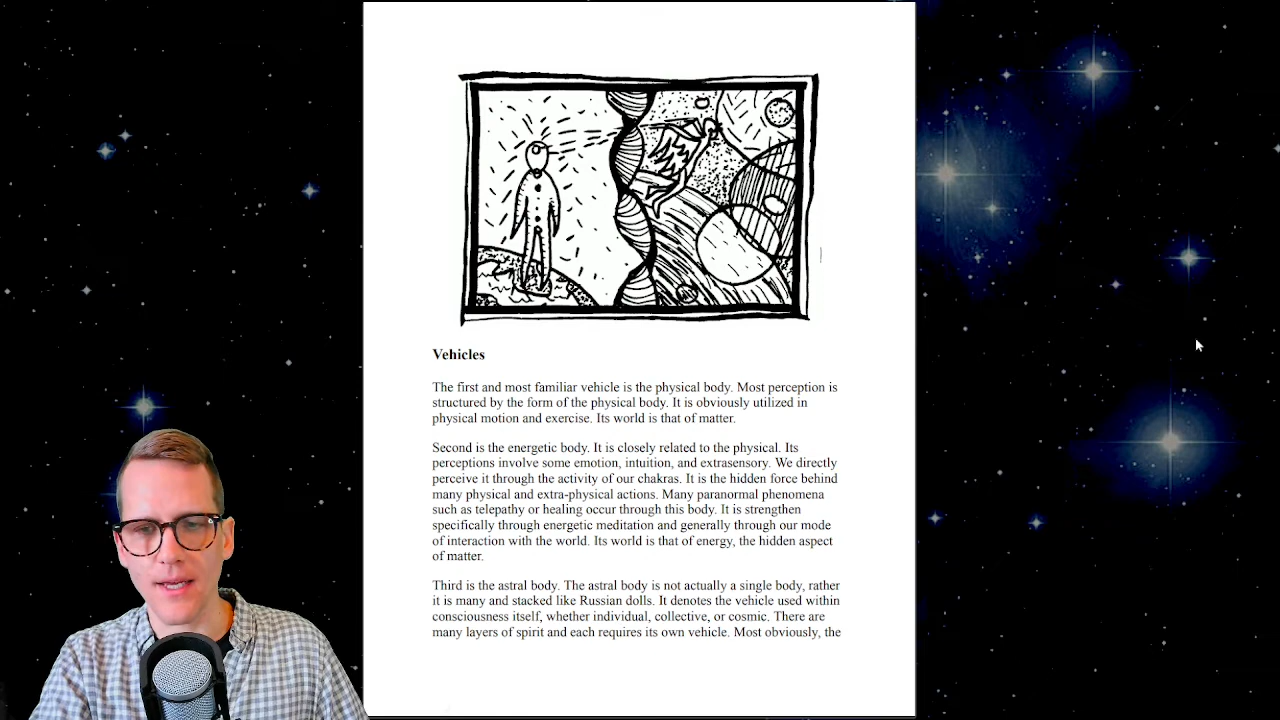 Vehicles
The first and most familiar vehicle is the physical body. Most perception is
structured by the form of the physical body. It is obviously utilized in
physical motion and exercise. Its world is that of matter.
Second is the energetic body. It is closely related to the physical. Its
perceptions involve some emotion, intuition, and extrasensory. We directly
perceive it through the activity of our chakras. It is the hidden force behind
many physical and extra-physical actions. Many paranormal phenomena
such as telepathy or healing occur through this body. It is strengthen
specifically through energetic meditation and generally through our mode
of interaction with the world. Its world is that of energy, the hidden aspect
of matter.
Third is the astral body. The astral body is not actually a single body, rather
it is many and stacked like Russian dolls. It denotes the vehicle used within
consciousness itself, whether individual, collective, or cosmic. There are
many layers of spirit and each requires its own vehicle. Most obviously, the